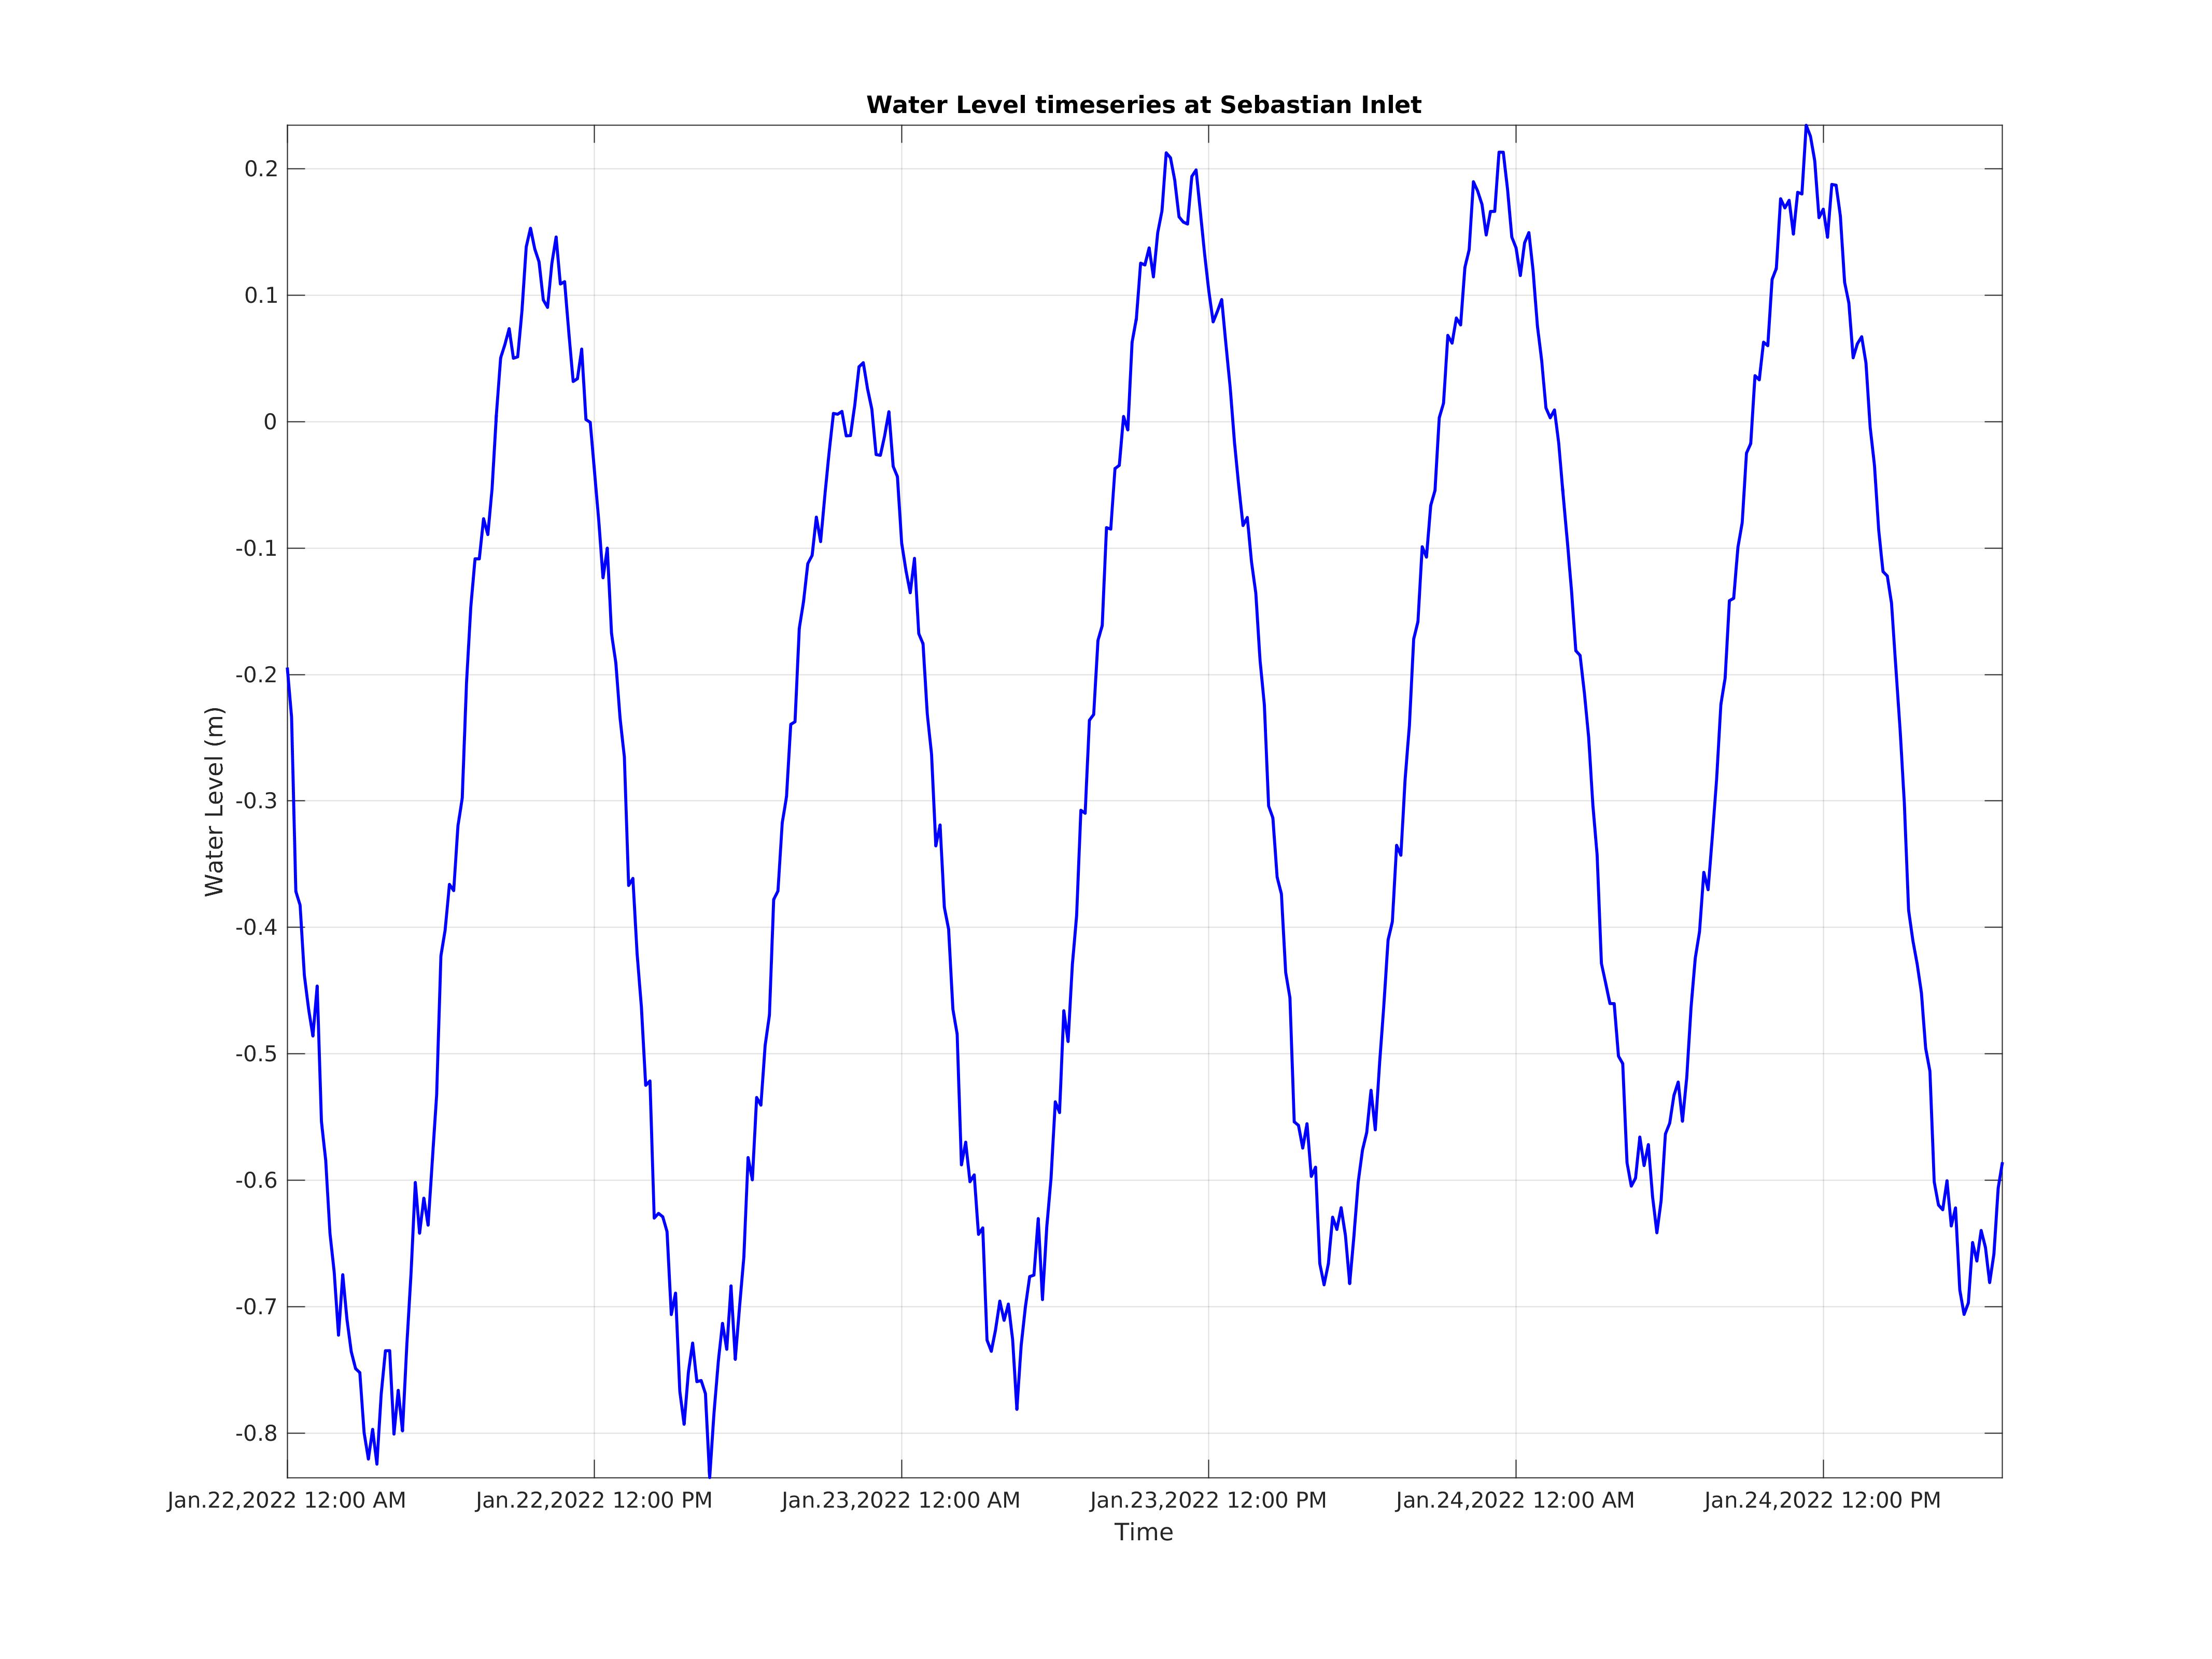 Water Level timeseries at Sebastian Inlet
0.2
0.1
0
-0.1
-0.2
-0.3
-0.4
-0.5
-0.6
-0.7
-0.8
Water Level (m)
Jan.22,2022 12:00 AM
Jan.22,2022 12:00 PM
Jan.23,2022 12:00 AM
Jan.23,2022 12:00 PM
Jan.24,2022 12:00 AM
Jan.24,2022 12:00 PM
Time